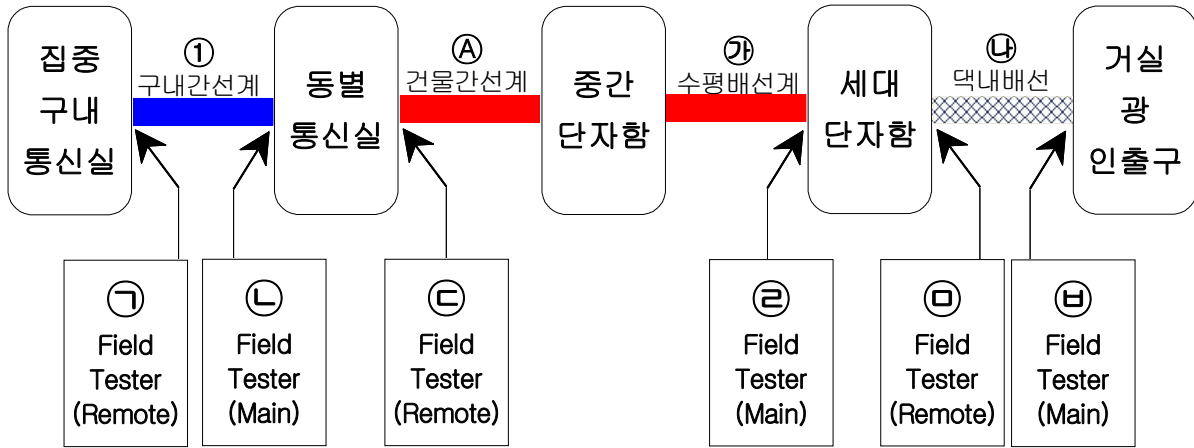 집중
구내
통신실
①
구내간선계
동별
통신실
Ⓐ
건물간선계
중간
단자함
㉮
수평배선계
세대
단자함
㉯
댁내배선
거실
광
인출구
㉠
Field
Tester
(Remote)
㉡
Field
Tester
(Main)
㉢
Field
Tester
(Remote)
㉣
Field
Tester
(Main)
㉤
Field
Tester
(Remote)
㉥
Field
Tester
(Main)